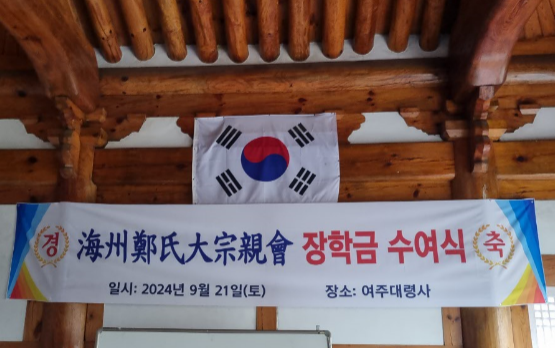 경 海州鄭氏大宗親會 장학금 수여식 축
일시: 2024년 9월 21일(토) 장소: 여주대령사